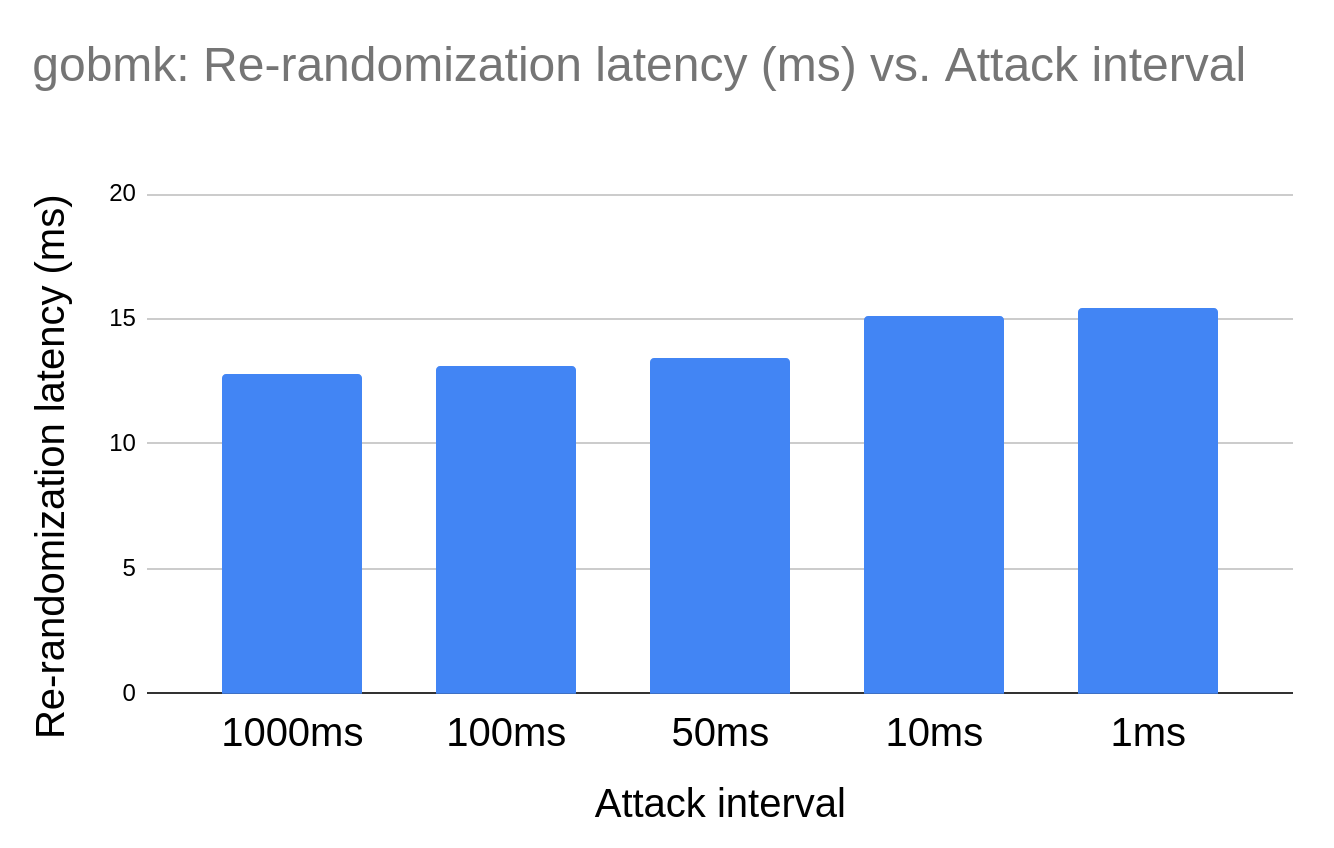 gobmk: Re-randomization latency (ms) vs. Attack interval
Re-randomization latency (ms)
20
15
10
5
0
1000ms 100ms 50ms 10ms 1ms
Attack interval